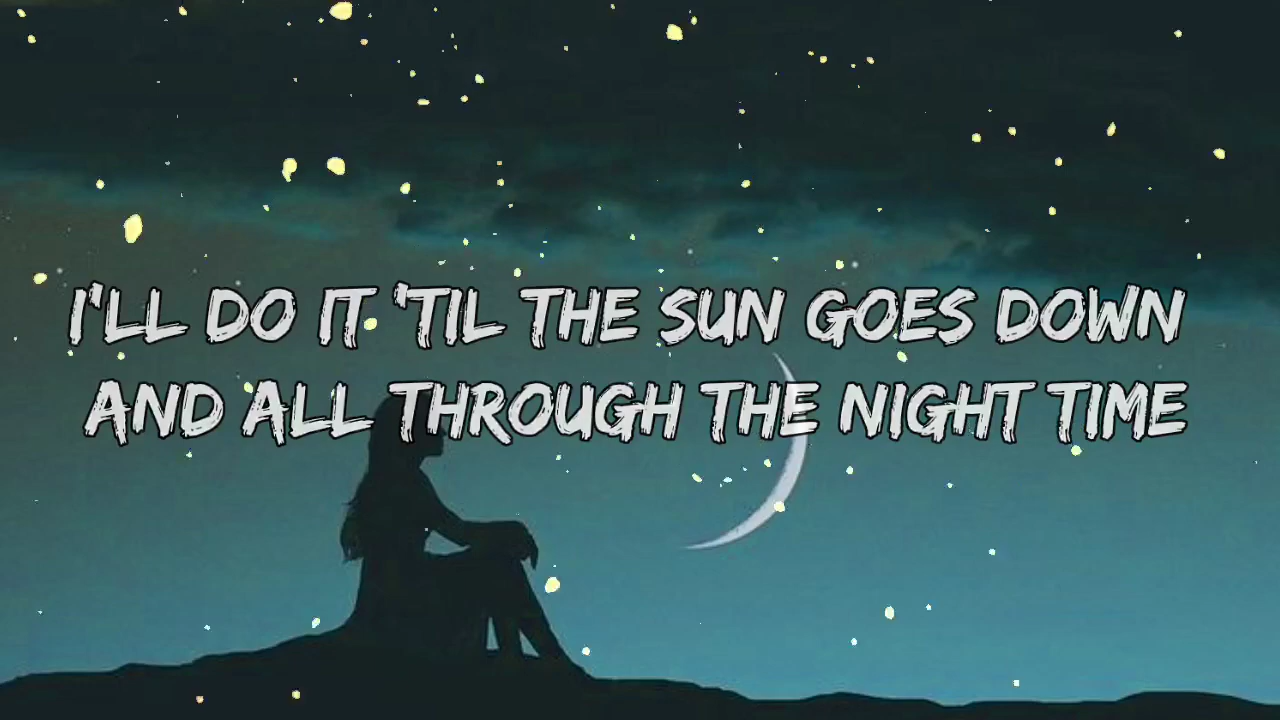 I'LL DO IT 'TIL THE SUN GOES DOWN
AND ALL THROUGH THE NIGHT TIME